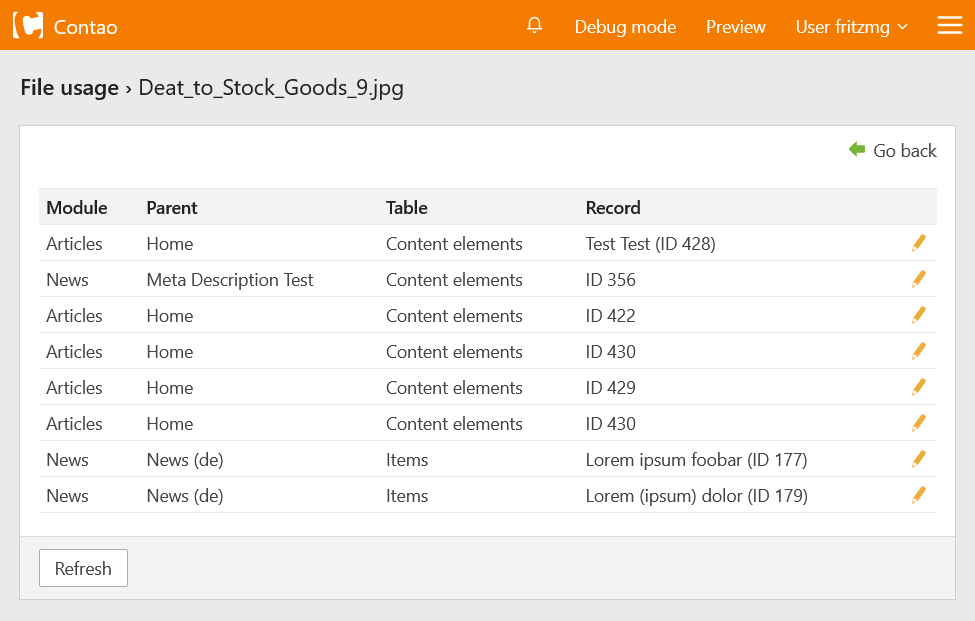 Contao Debug mode Preview User fritzmg
File usage › Deat_to_Stock_Goods_9.jpg
Go back
Module Parent Table Record
Articles Home Content elements Test Test (ID 428)
News Meta Description Test Content elements ID 356
Articles Home Content elements ID 422
Articles Home Content elements ID 430
Articles Home Content elements ID 429
Articles Home Content elements ID 430
News News (de) Items Lorem ipsum foobar (ID 177)
News News (de) Items Lorem (ipsum) dolor (ID 179)
Refresh